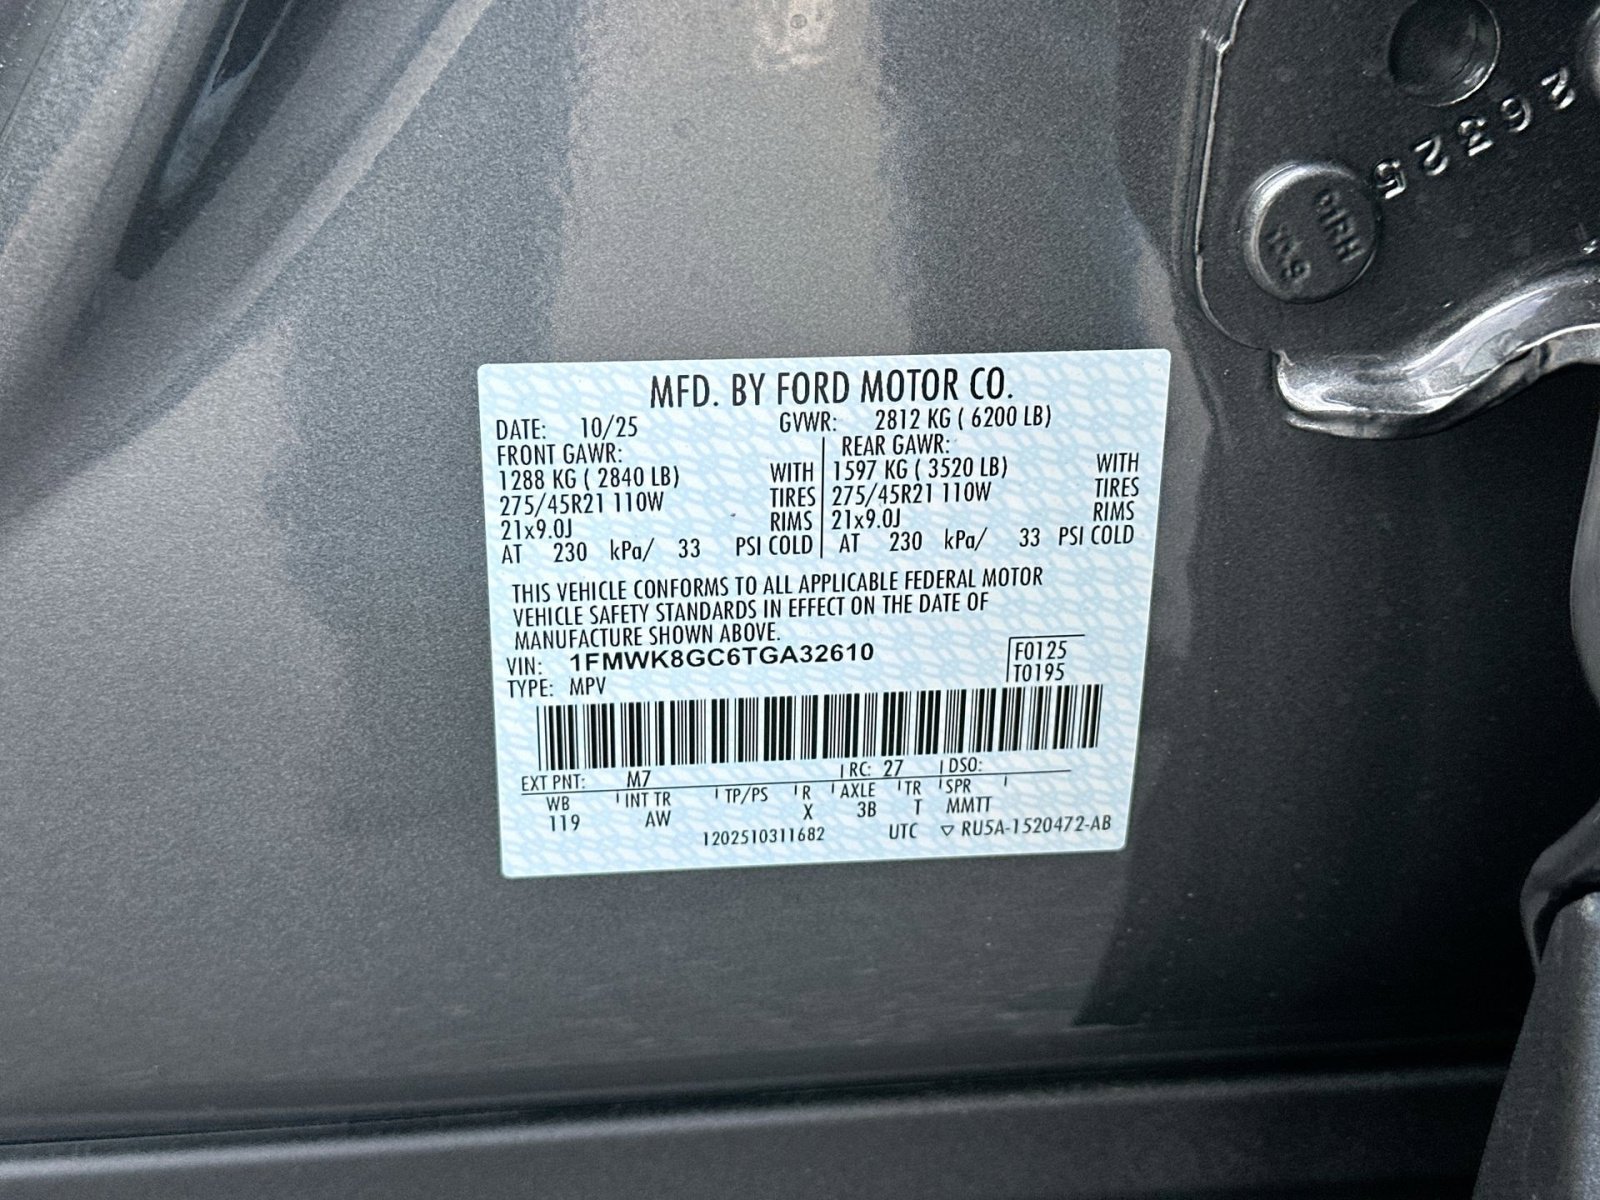 26325
MFD. BY FORD MOTOR CO.
DATE: 10/25 GVWR: 2812 KG ( 6200 LB)
FRONT GAWR: REAR GAWR:
1288 KG ( 2840 LB) WITH 1597 KG ( 3520 LB) WITH
275/45R21 110W TIRES 275/45R21 110W TIRES
21x9.0J RIMS 21x9.0J RIMS
AT 230 kPa/ 33 PSI COLD AT 230 kPa/ 33 PSI COLD
THIS VEHICLE CONFORMS TO ALL APPLICABLE FEDERAL MOTOR
VEHICLE SAFETY STANDARDS IN EFFECT ON THE DATE OF
MANUFACTURE SHOWN ABOVE.
VIN: 1FMWK8GC6TGA32610 F0125
TYPE: MPV T0195
EXT PNT: M7 RC: 27 DSO:
WB INT TR TP/PS R AXLE TR SPR
119 AW X 3B T MMTT
1202510311682 UTC ▽ RU5A-1520472-AB